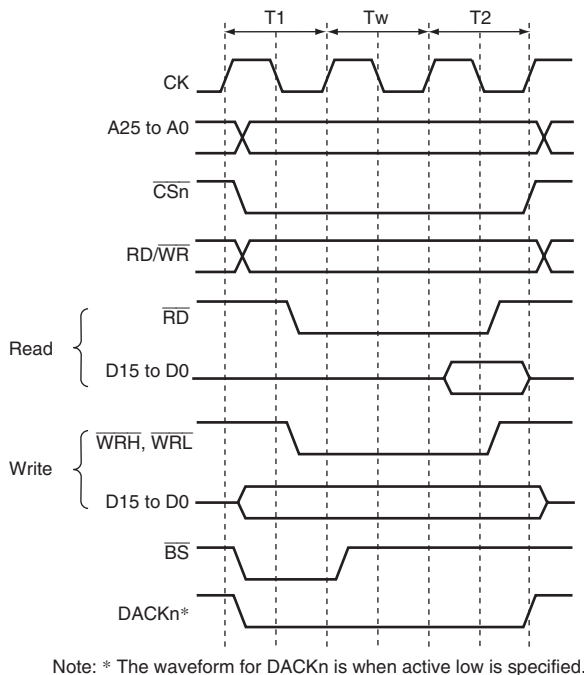 T1 Tw T2
CK
A25 to A0
CSn
RD/WR
Read
RD
D15 to D0
Write
WRH, WRL
D15 to D0
BS
DACKn*
Note: * The waveform for DACKn is when active low is specified.